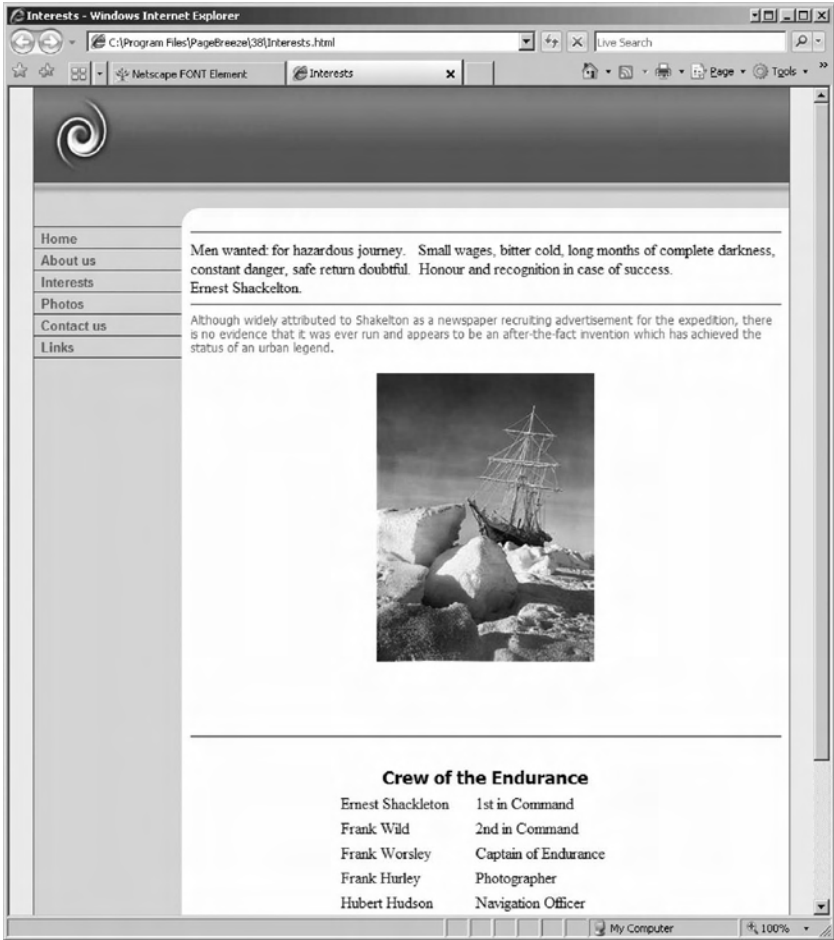 Interests - Windows Internet Explorer
C:\Program Files\PageBreeze\38\Interests.html
Live Search
Netscape FONT Element
Interests
Page
Tools
Home
About us
Interests
Photos
Contact us
Links
Men wanted: for hazardous journey. Small wages, bitter cold, long months of complete darkness,
constant danger, safe return doubtful. Honour and recognition in case of success.
Ernest Shackelton.
Although widely attributed to Shakelton as a newspaper recruiting advertisement for the expedition, there
is no evidence that it was ever run and appears to be an after-the-fact invention which has achieved the
status of an urban legend.
Crew of the Endurance
Ernest Shackleton 1st in Command
Frank Wild 2nd in Command
Frank Worsley Captain of Endurance
Frank Hurley Photographer
Hubert Hudson Navigation Officer
My Computer
100%